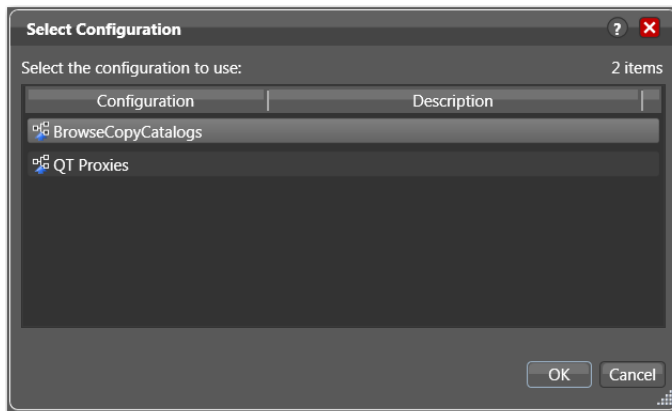 Select Configuration ?
Select the configuration to use: 2 items
Configuration Description
BrowseCopyCatalogs
QT Proxies
OK Cancel